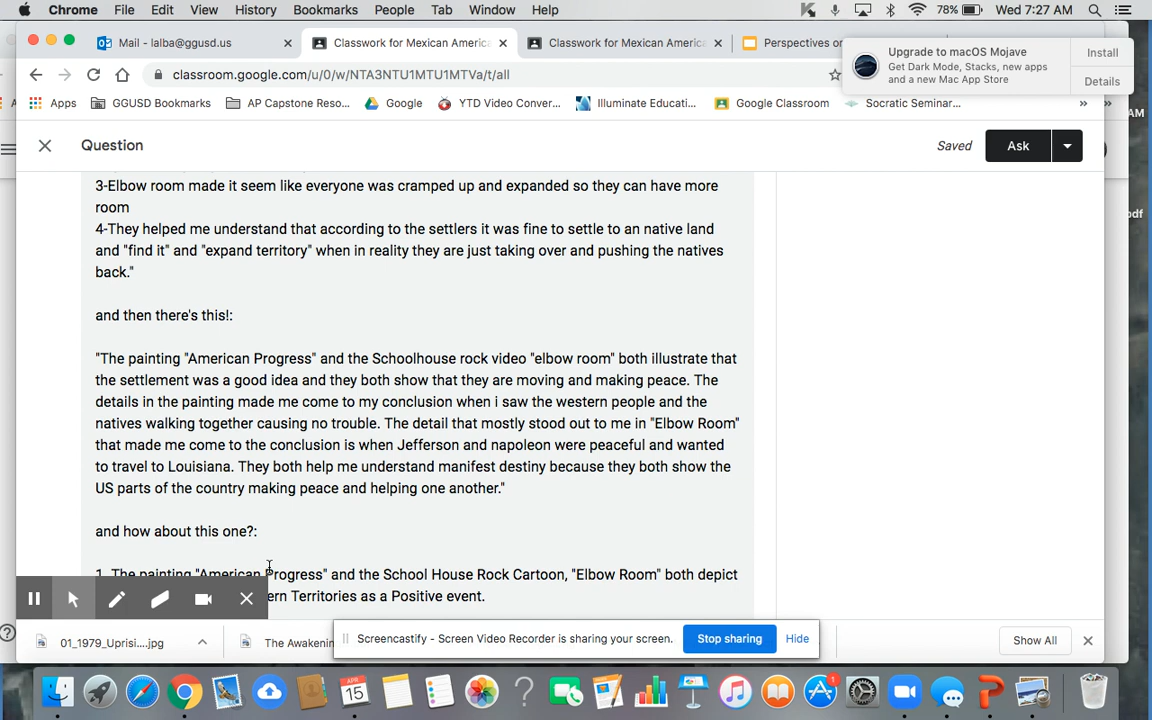 Chrome File Edit View History Bookmarks People Tab Window Help 78% Wed 7:27 AM
Mail - lalba@ggusd.us Classwork for Mexican America Classwork for Mexican America Perspectives on
Upgrade to macOS Mojave
Get Dark Mode, Stacks, new apps
and a new Mac App Store
Install
Details
classroom.google.com/u/0/w/NTA3NTU1MTU1MTVa/t/all
Apps GGUSD Bookmarks AP Capstone Reso... Google YTD Video Conver... Illuminate Educati... Google Classroom Socratic Seminar... » »
AM
Question Saved Ask
3-Elbow room made it seem like everyone was cramped up and expanded so they can have more
room
pdf
4-They helped me understand that according to the settlers it was fine to settle to an native land
and "find it" and "expand territory" when in reality they are just taking over and pushing the natives
back."
and then there's this!:
"The painting "American Progress" and the Schoolhouse rock video "elbow room" both illustrate that
the settlement was a good idea and they both show that they are moving and making peace. The
details in the painting made me come to my conclusion when i saw the western people and the
natives walking together causing no trouble. The detail that mostly stood out to me in "Elbow Room"
that made me come to the conclusion is when Jefferson and napoleon were peaceful and wanted
to travel to Louisiana. They both help me understand manifest destiny because they both show the
US parts of the country making peace and helping one another."
and how about this one?:
1. The painting "American Progress" and the School House Rock Cartoon, "Elbow Room" both depict
ern Territories as a Positive event.
01_1979_Uprisi....jpg The Awakenin Screencastify - Screen Video Recorder is sharing your screen. Stop sharing Hide Show All
APR
15
1